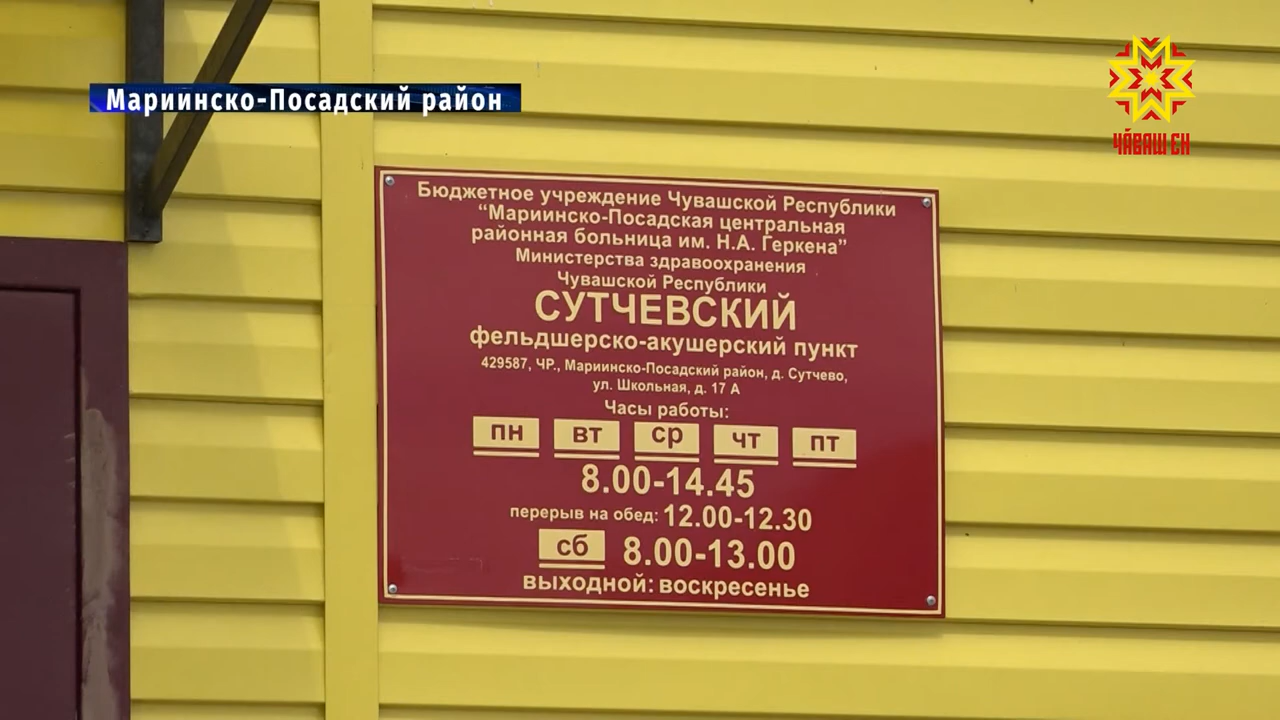 Мариинско-Посадский район
ЧӐВАШ ЕН
Бюджетное учреждение Чувашской Республики
“Мариинско-Посадская центральная
районная больница им. Н.А. Геркена”
Министерства здравоохранения
Чувашской Республики
СУТЧЕВСКИЙ
фельдшерско-акушерский пункт
429587, ЧР., Мариинско-Посадский район, д. Сутчево,
ул. Школьная, д. 17 А
Часы работы:
пн вт ср чт пт
8.00-14.45
перерыв на обед: 12.00-12.30
сб 8.00-13.00
выходной: воскресенье